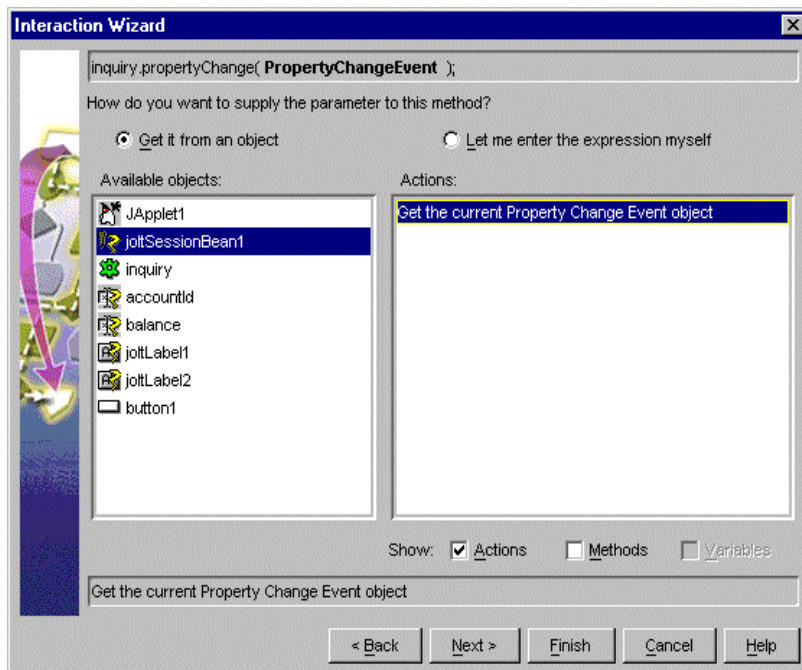 Interaction Wizard
inquiry.propertyChange( PropertyChangeEvent );
How do you want to supply the parameter to this method?
Get it from an object
Let me enter the expression myself
Available objects:
Actions:
JApplet1
joltSessionBean1
inquiry
accountId
balance
joltLabel1
joltLabel2
button1
Get the current Property Change Event object
Show: Actions Methods Variables
Get the current Property Change Event object
< Back Next > Finish Cancel Help